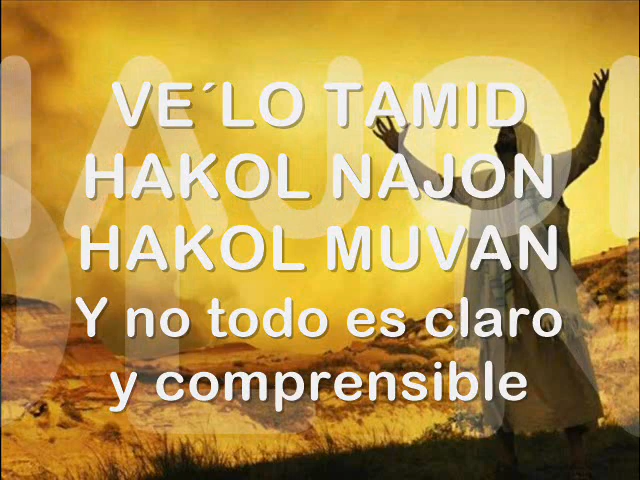 VE´LO TAMID
HAKOL NAJON
HAKOL MUVAN
Y no todo es claro
y comprensible